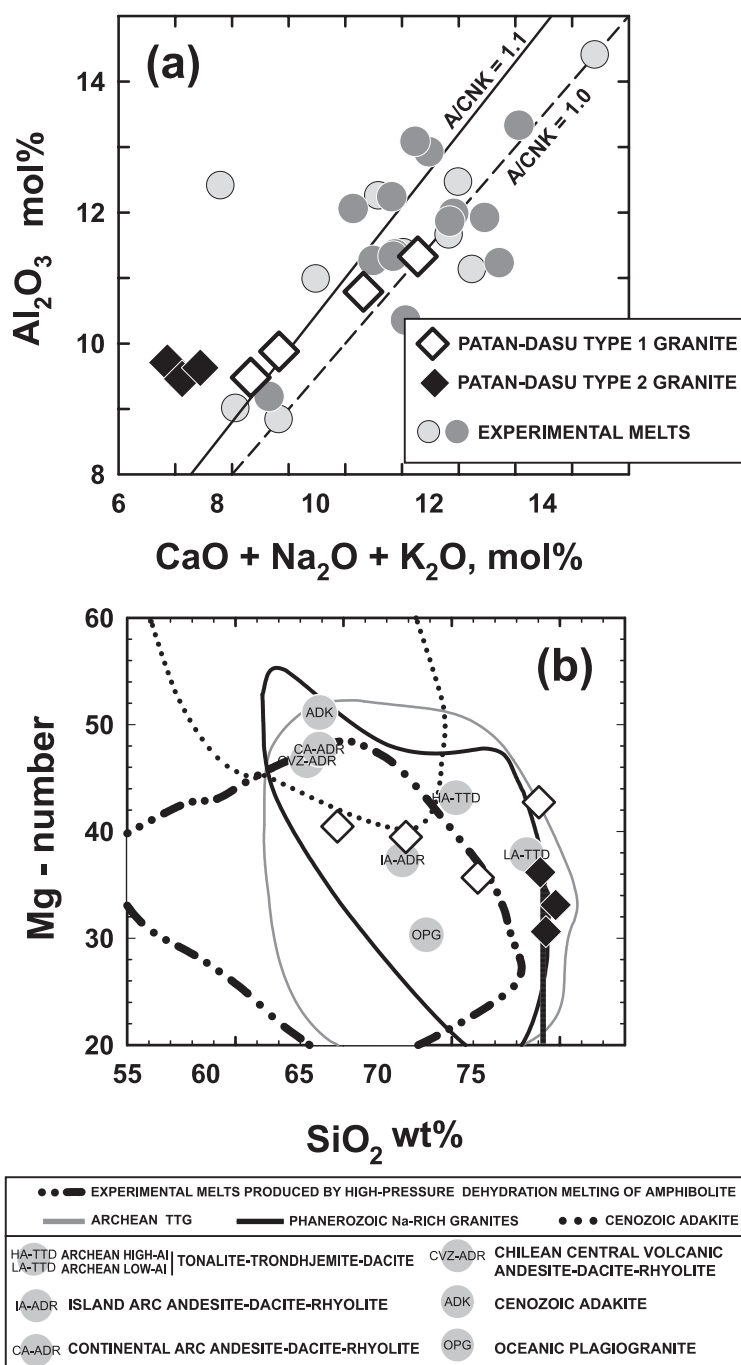 (a)
A/CNK = 1.1
A/CNK = 1.0
14
12
10
8
Al2O3 mol%
PATAN-DASU TYPE 1 GRANITE
PATAN-DASU TYPE 2 GRANITE
EXPERIMENTAL MELTS
6 8 10 12 14
CaO + Na2O + K2O, mol%
60
50
40
30
20
(b)
Mg - number
ADK
CA-ADR
CVZ-ADR
HA-TTD
IA-ADR
LA-TTD
OPG
55 60 65 70 75
SiO2 wt%
EXPERIMENTAL MELTS PRODUCED BY HIGH-PRESSURE DEHYDRATION MELTING OF AMPHIBOLITE
ARCHEAN TTG PHANEROZOIC Na-RICH GRANITES CENOZOIC ADAKITE
HA-TTD ARCHEAN HIGH-Al
LA-TTD ARCHEAN LOW-Al
TONALITE-TRONDHJEMITE-DACITE
CVZ-ADR CHILEAN CENTRAL VOLCANIC
ANDESITE-DACITE-RHYOLITE
IA-ADR ISLAND ARC ANDESITE-DACITE-RHYOLITE
ADK CENOZOIC ADAKITE
CA-ADR CONTINENTAL ARC ANDESITE-DACITE-RHYOLITE
OPG OCEANIC PLAGIOGRANITE